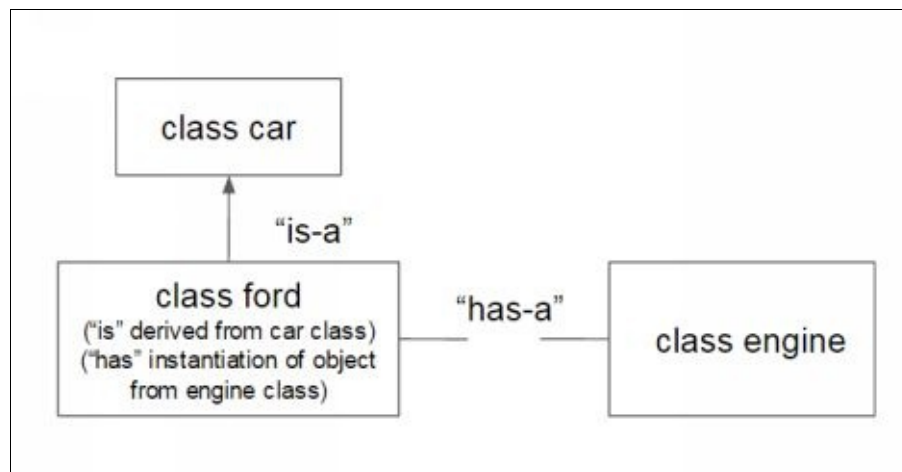 class car
“is-a”
class ford
(“is” derived from car class)
(“has” instantiation of object
from engine class)
“has-a”
class engine